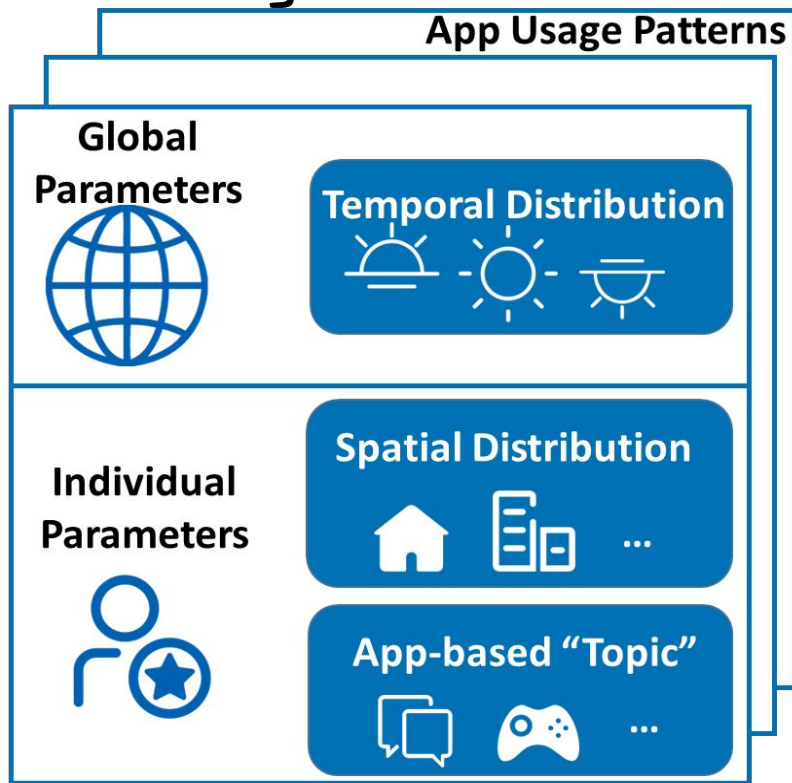 App Usage Patterns
Global
Parameters
Temporal Distribution
Individual
Parameters
Spatial Distribution
...
App-based “Topic”
...